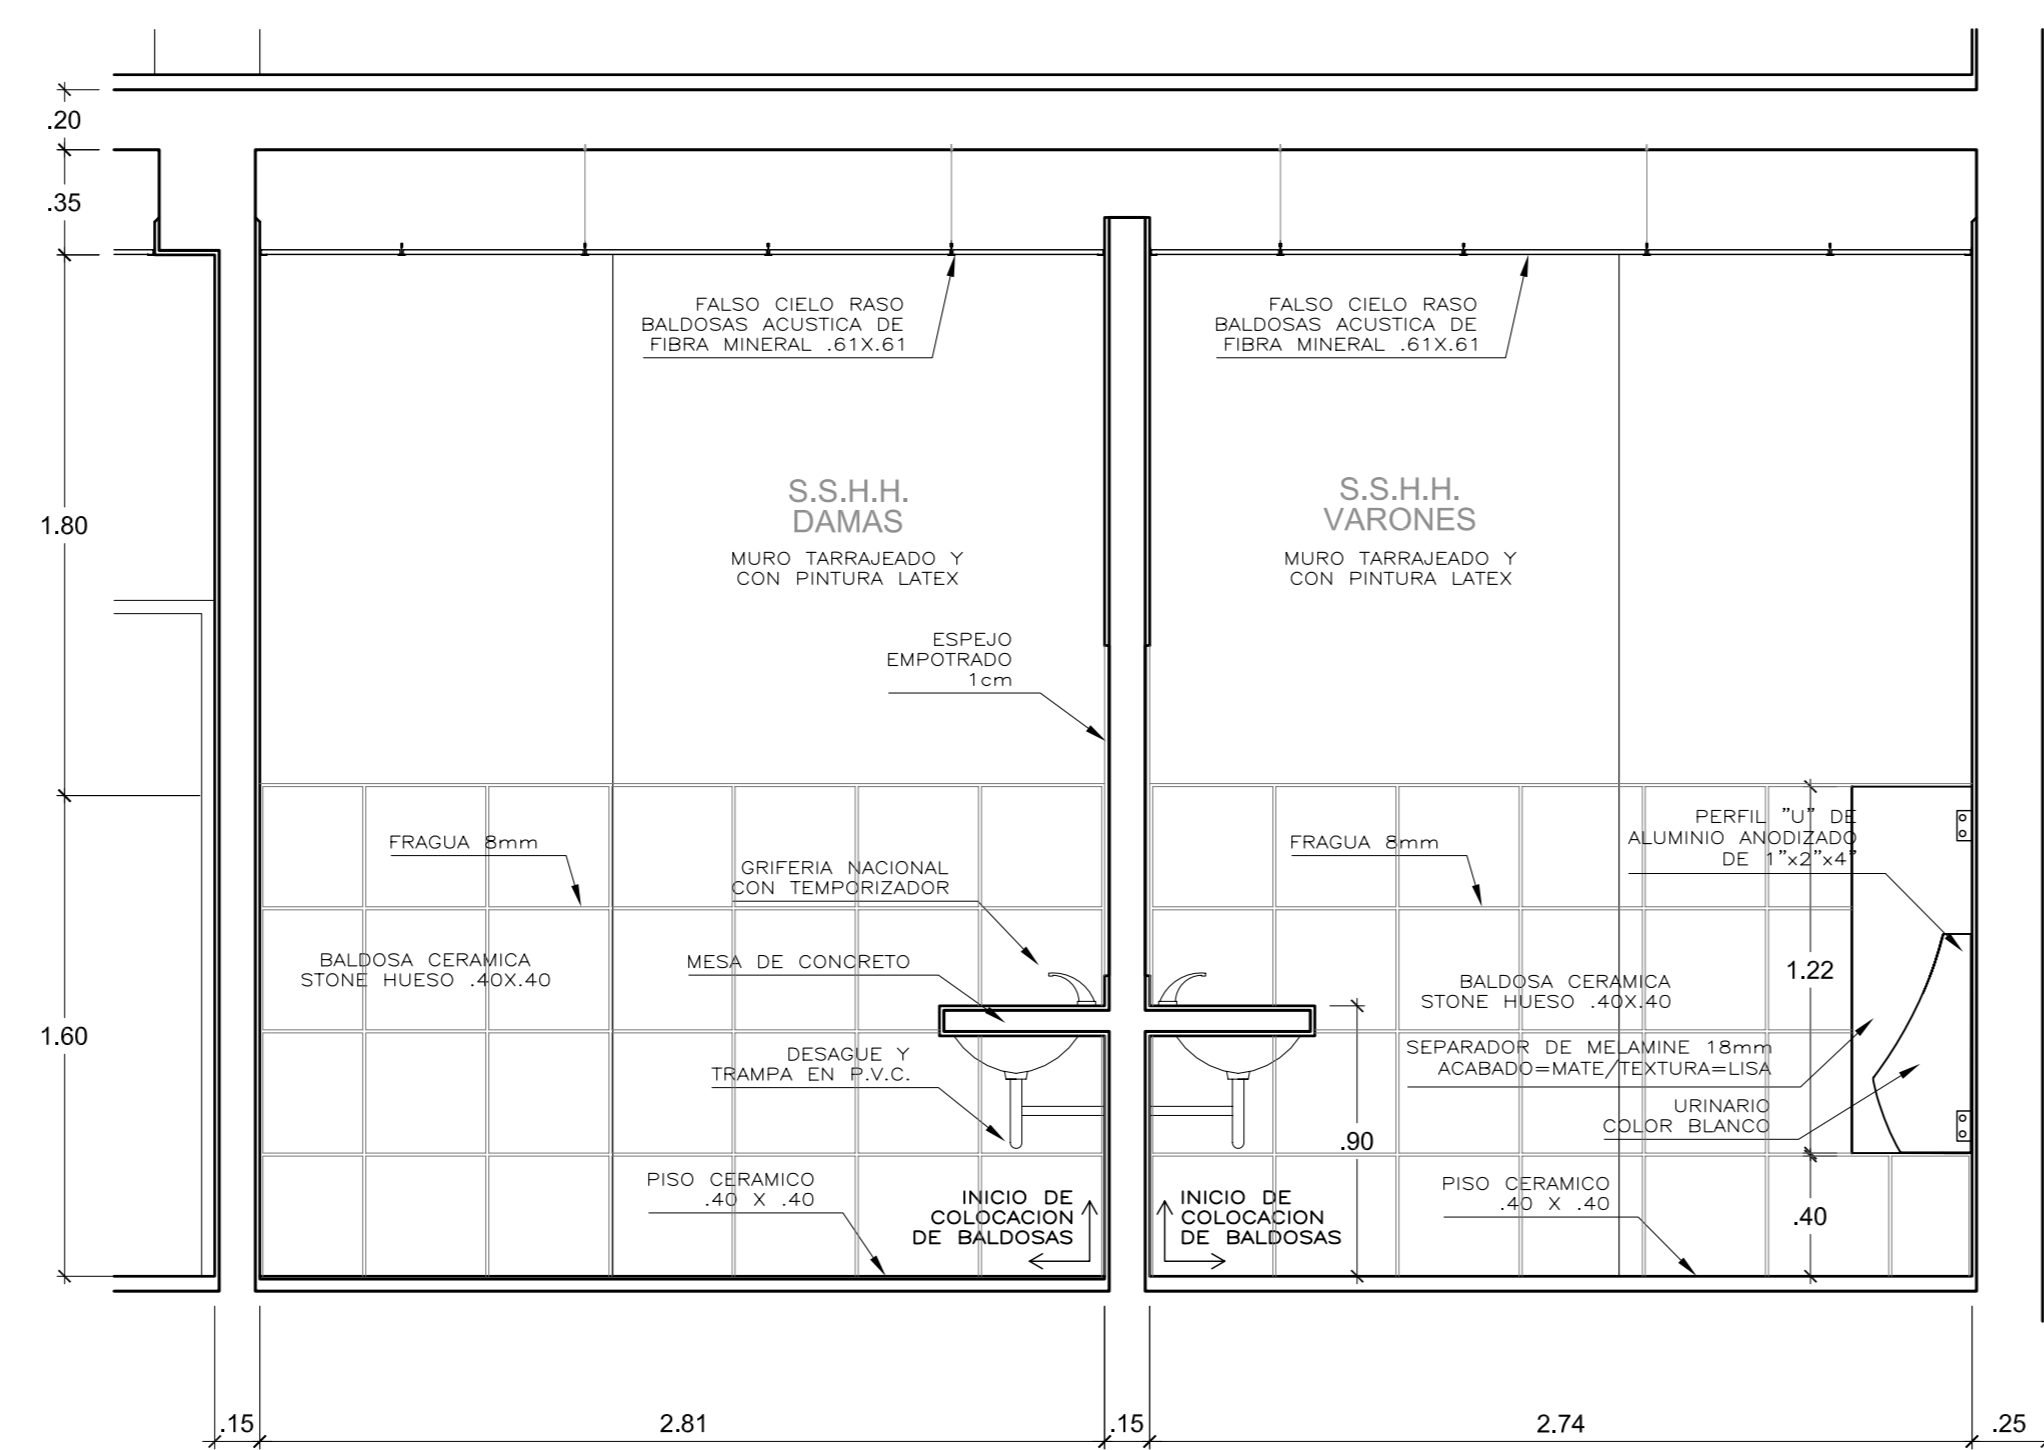 .20
.35
1.80
1.60
FALSO CIELO RASO
BALDOSAS ACUSTICA DE
FIBRA MINERAL .61X.61
S.S.H.H.
DAMAS
MURO TARRAJEADO Y
CON PINTURA LATEX
ESPEJO
EMPOTRADO
1cm
FRAGUA 8mm
GRIFERIA NACIONAL
CON TEMPORIZADOR
BALDOSA CERAMICA
STONE HUESO .40X.40
MESA DE CONCRETO
DESAGUE Y
TRAMPA EN P.V.C.
PISO CERAMICO
.40 X .40
INICIO DE
COLOCACION
DE BALDOSAS
FALSO CIELO RASO
BALDOSAS ACUSTICA DE
FIBRA MINERAL .61X.61
S.S.H.H.
VARONES
MURO TARRAJEADO Y
CON PINTURA LATEX
FRAGUA 8mm
PERFIL "U" DE
ALUMINIO ANODIZADO
DE 1"x2"x4"
1.22
BALDOSA CERAMICA
STONE HUESO .40X.40
SEPARADOR DE MELAMINE 18mm
ACABADO=MATE/TEXTURA=LISA
URINARIO
COLOR BLANCO
.90
PISO CERAMICO
.40 X .40
.40
INICIO DE
COLOCACION
DE BALDOSAS
.15
2.81
.15
2.74
.25